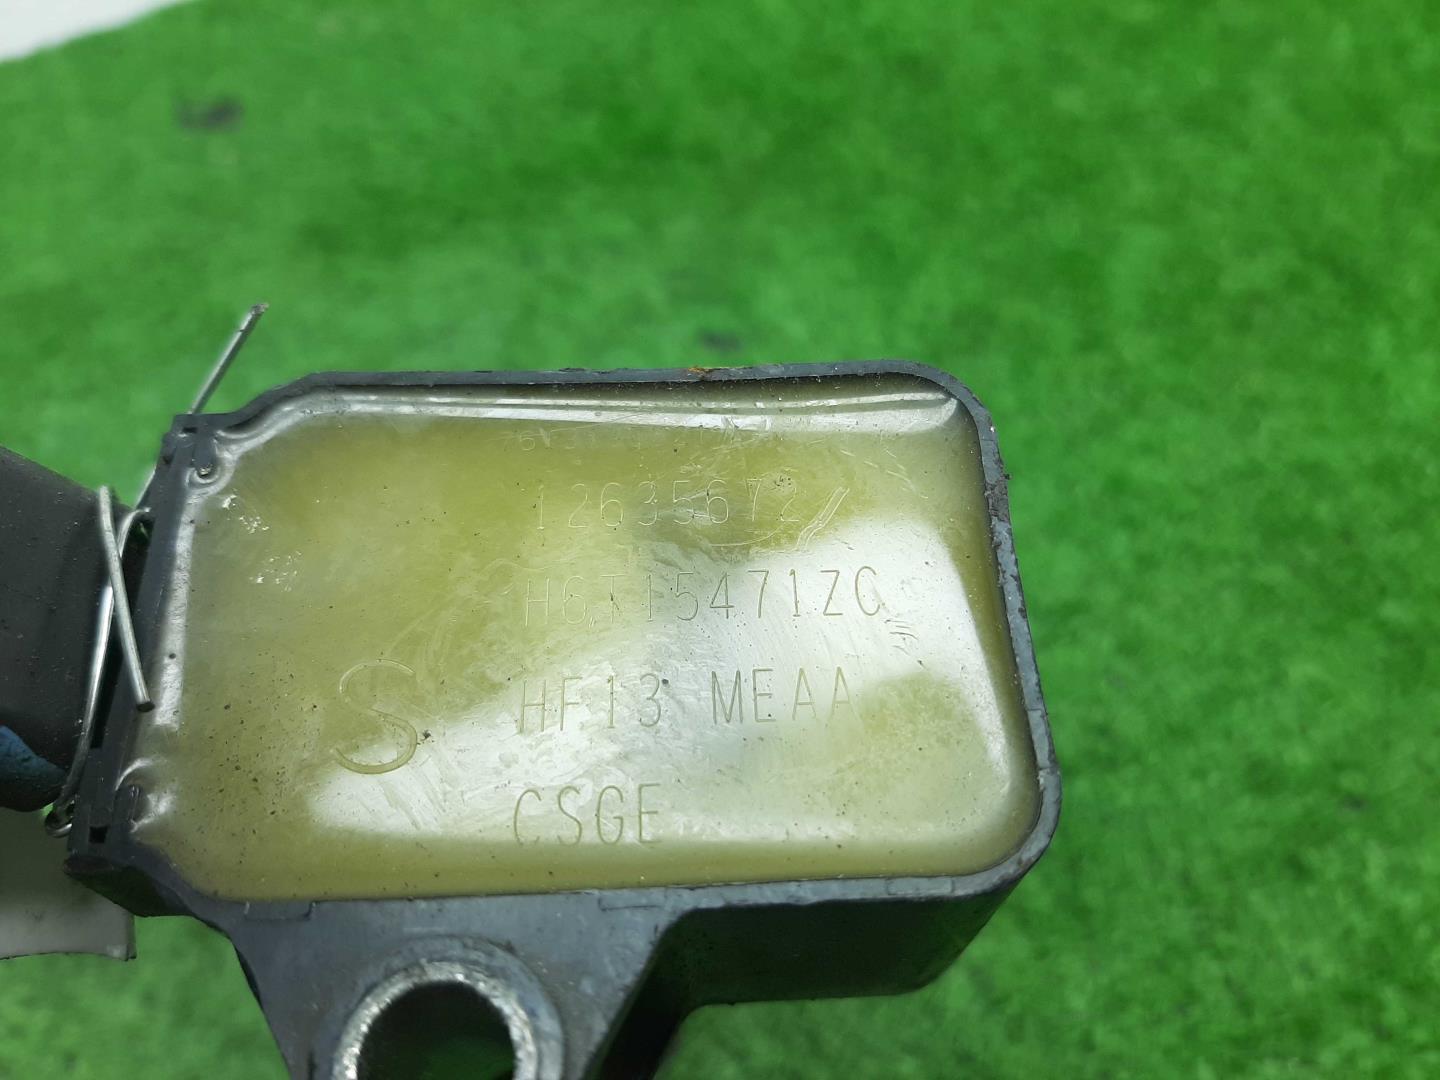 12635672
H6T15471ZC
S HF13 MEAA
CSGE